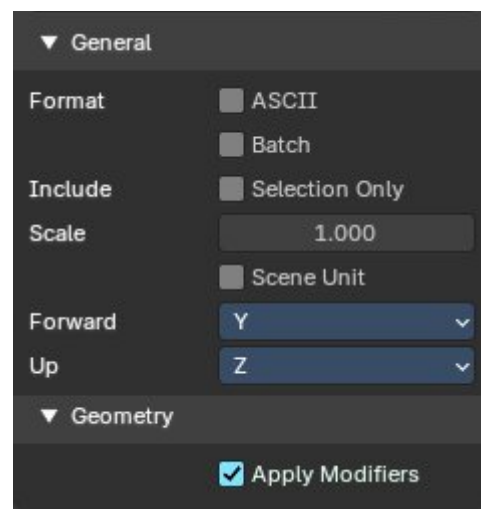 General
Format ASCII
Batch
Include Selection Only
Scale 1.000
Scene Unit
Forward Y
Up Z
Geometry
Apply Modifiers